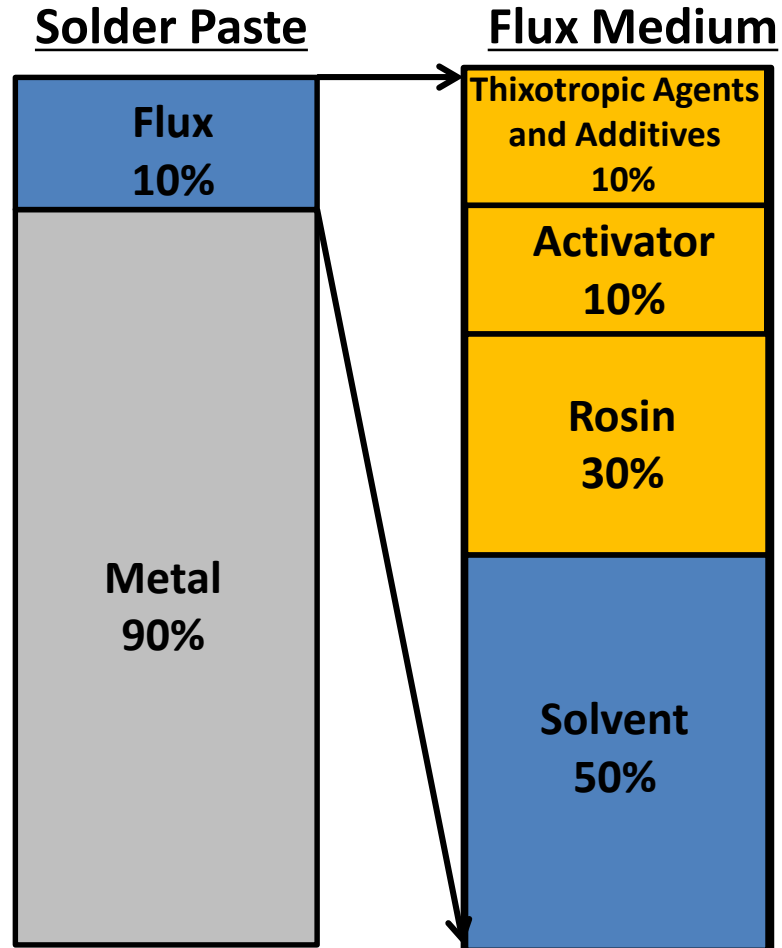 Solder Paste
Flux
10%
Metal
90%
Flux Medium
Thixotropic Agents
and Additives
10%
Activator
10%
Rosin
30%
Solvent
50%